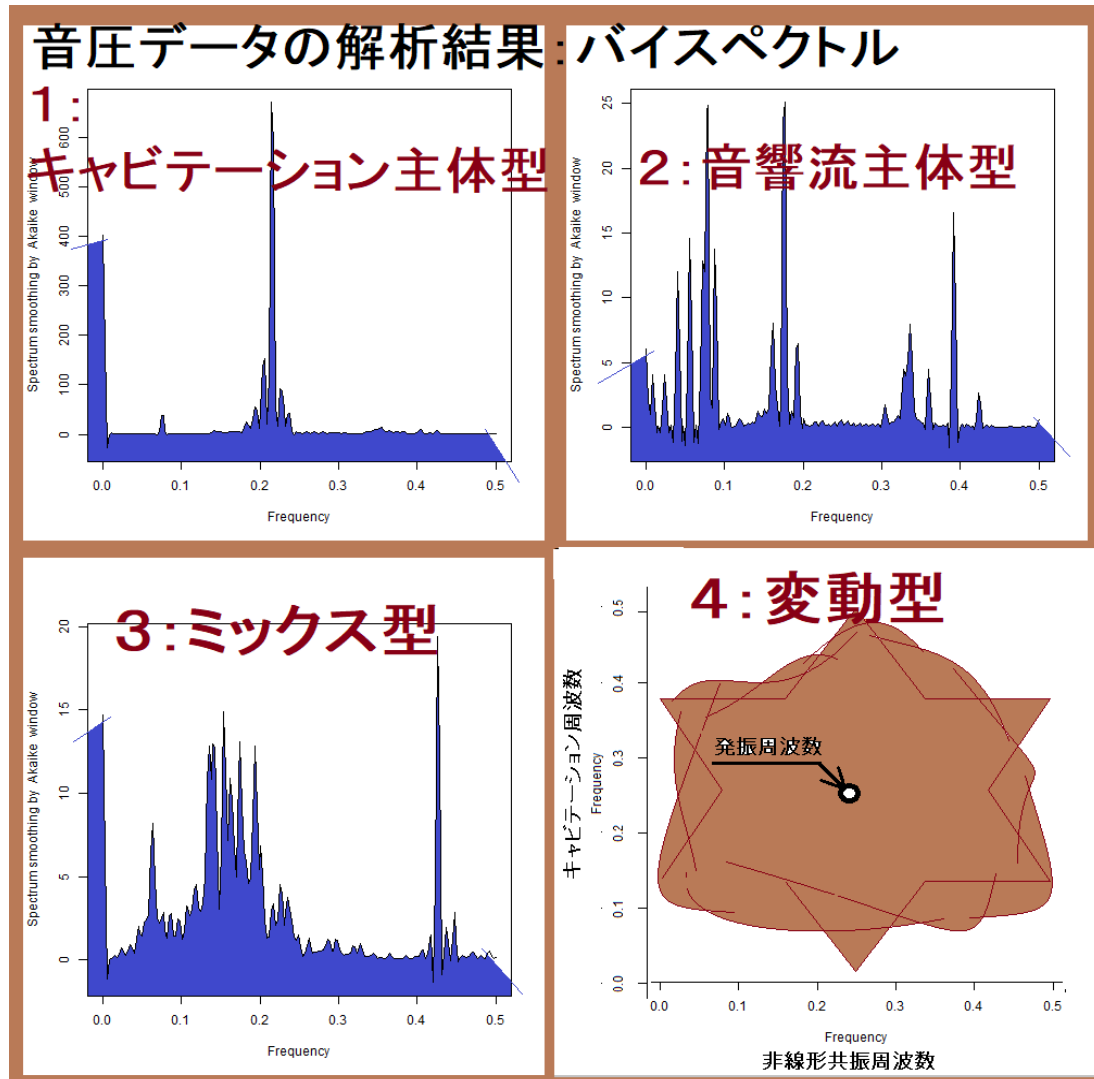 音圧データの解析結果:バイスペクトル
1:
キャビテーション主体型
Spectrum smoothing by Akaike window
600
500
400
300
200
100
0
0.0 0.1 0.2 0.3 0.4 0.5
Frequency
2:音響流主体型
Spectrum smoothing by Akaike window
25
20
15
10
5
0
0.0 0.1 0.2 0.3 0.4 0.5
Frequency
3:ミックス型
Spectrum smoothing by Akaike window
20
15
10
5
0
0.0 0.1 0.2 0.3 0.4 0.5
Frequency
4:変動型
キャビテーション周波数
Frequency
0.5
0.4
0.3
0.2
0.1
0.0
発振周波数
0.0 0.1 0.2 0.3 0.4 0.5
Frequency
非線形共振周波数